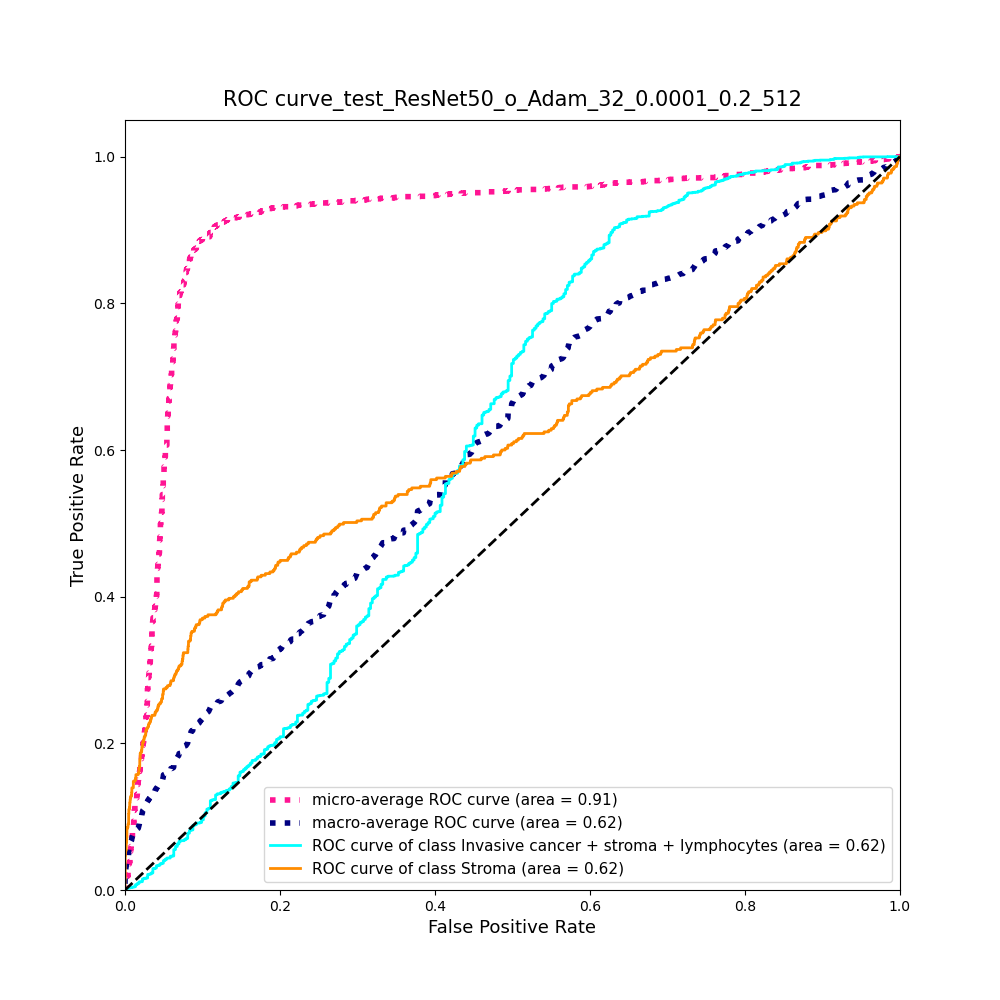 ROC curve_test_ResNet50_o_Adam_32_0.0001_0.2_512
True Positive Rate
1.0
0.8
0.6
0.4
0.2
0.0
micro-average ROC curve (area = 0.91)
macro-average ROC curve (area = 0.62)
ROC curve of class Invasive cancer + stroma + lymphocytes (area = 0.62)
ROC curve of class Stroma (area = 0.62)
0.0 0.2 0.4 0.6 0.8 1.0
False Positive Rate